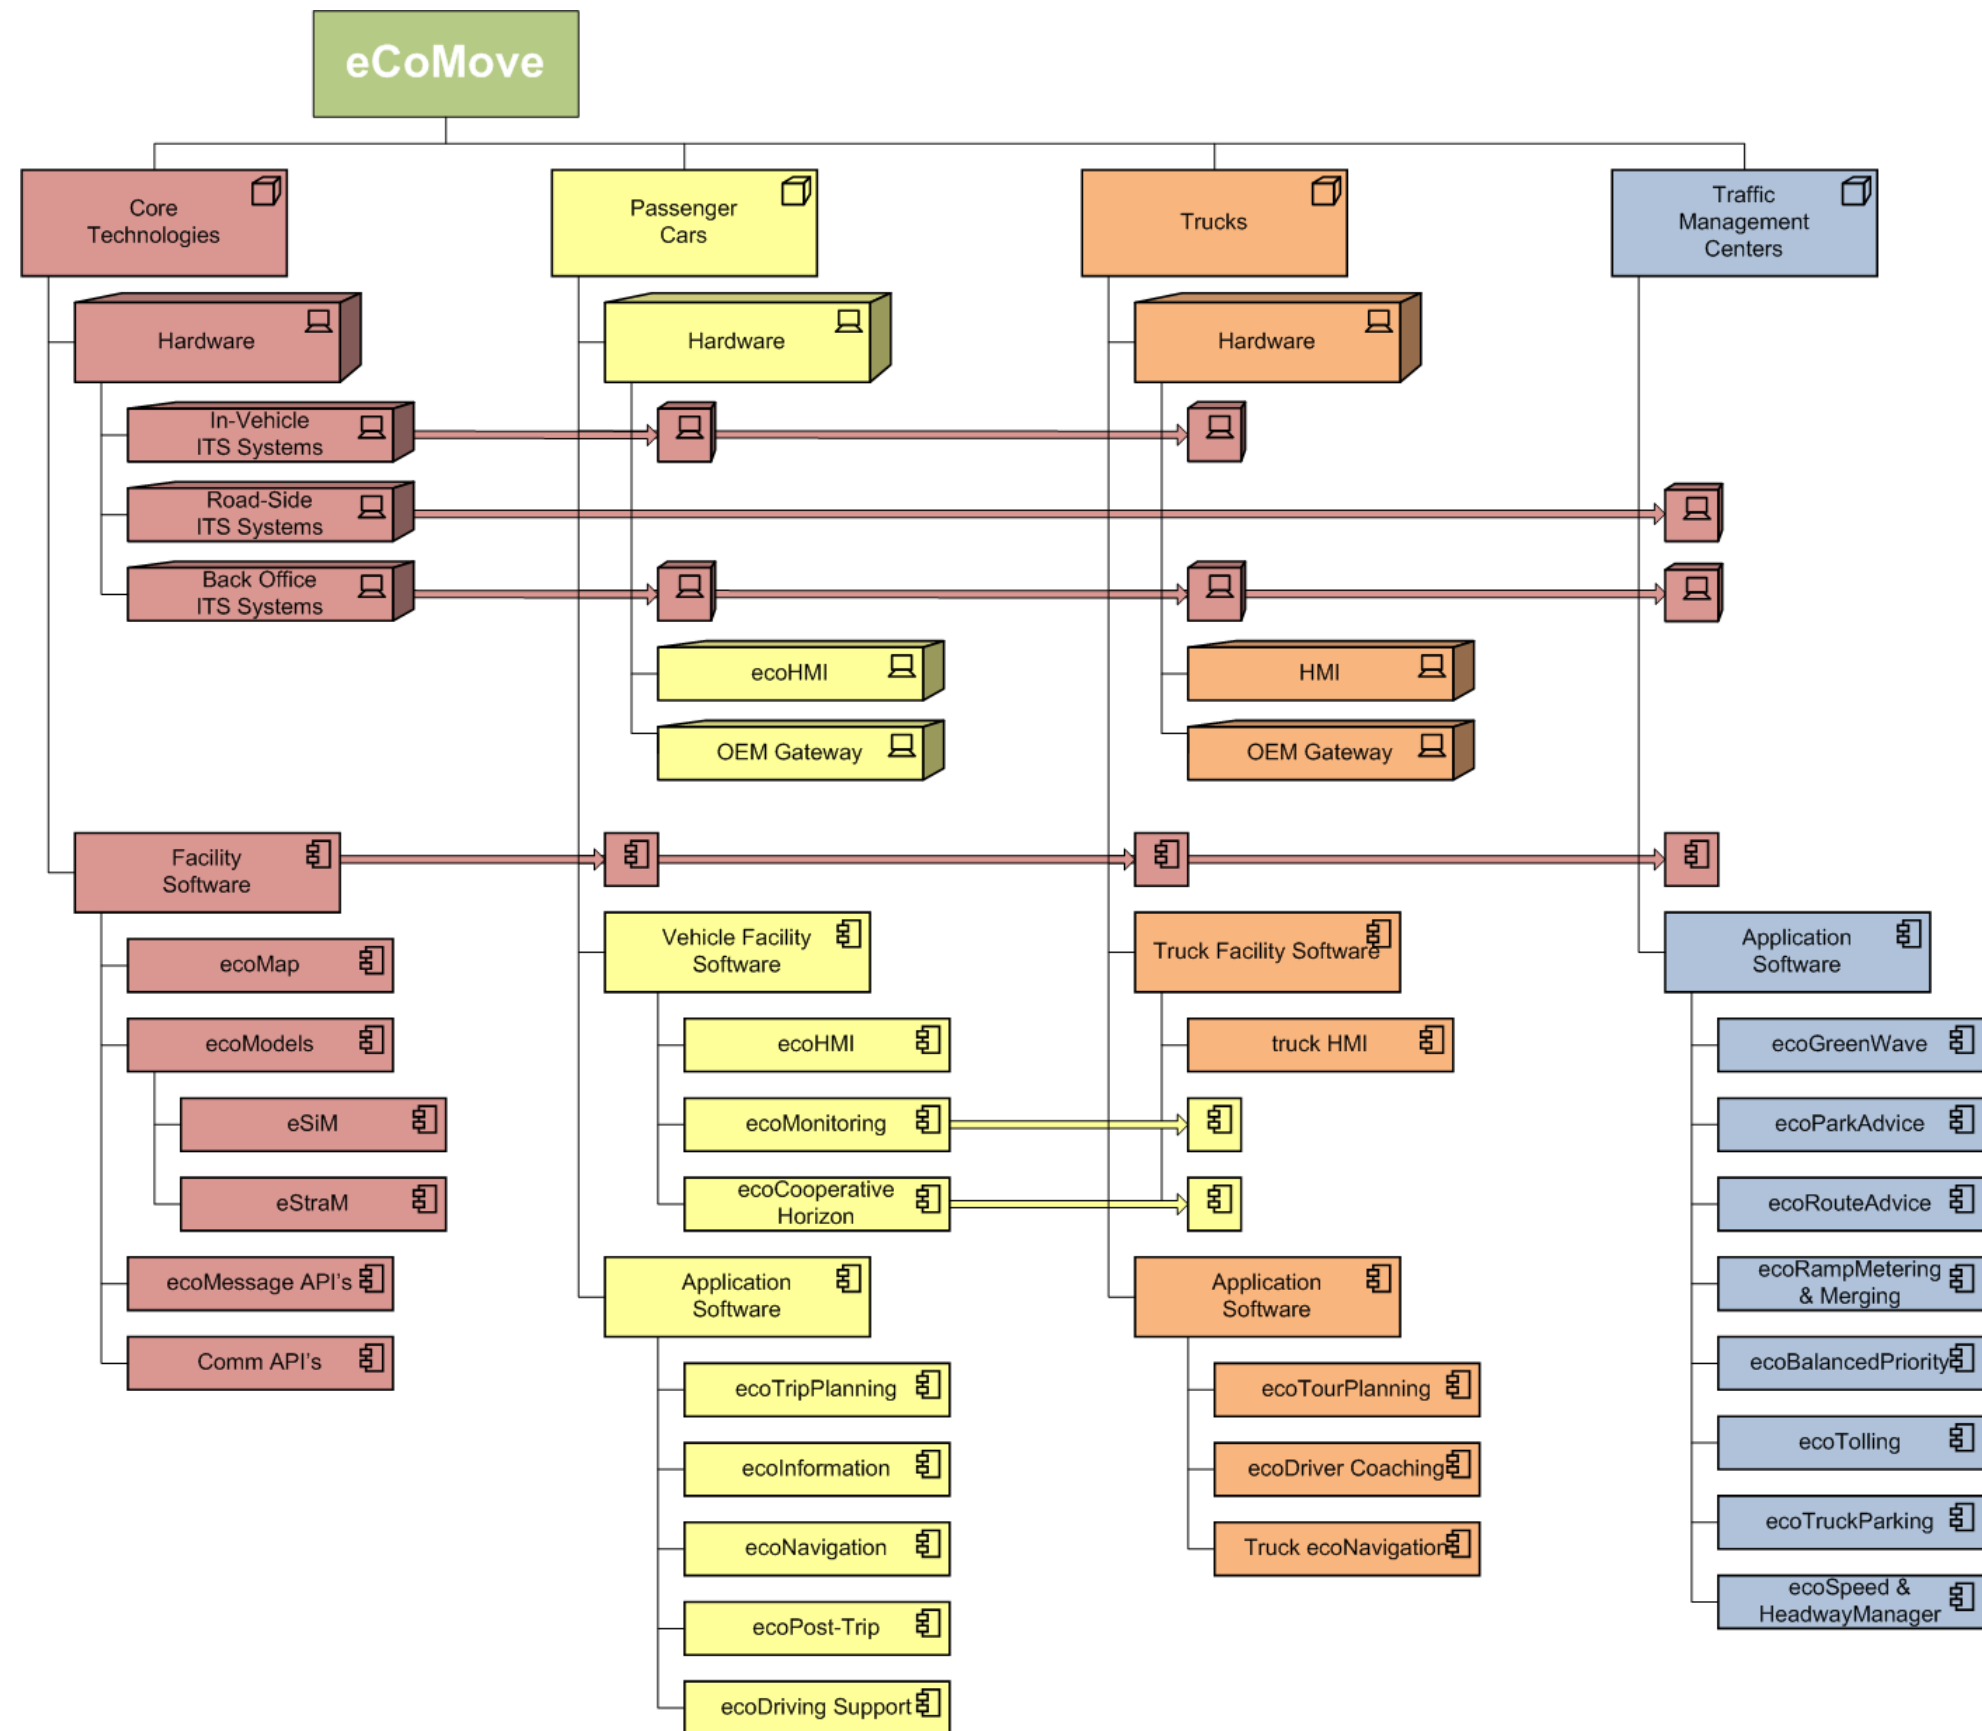 eCoMove
Core
Technologies
Passenger
Cars
Trucks
Traffic
Management
Centers
Hardware
Hardware
Hardware
In-Vehicle
ITS Systems
Road-Side
ITS Systems
Back Office
ITS Systems
ecoHMI
HMI
OEM Gateway
OEM Gateway
Facility
Software
Vehicle Facility
Software
Truck Facility Software
Application
Software
ecoMap
ecoModels
ecoHMI
truck HMI
ecoGreenWave
eSiM
ecoMonitoring
ecoParkAdvice
eStraM
ecoCooperative
Horizon
ecoRouteAdvice
ecoMessage API's
Application
Software
Application
Software
ecoRampMetering
& Merging
Comm API's
ecoTripPlanning
ecoTourPlanning
ecoBalancedPriority
ecoInformation
ecoDriver Coaching
ecoTolling
ecoNavigation
Truck ecoNavigation
ecoTruckParking
ecoPost-Trip
ecoSpeed &
HeadwayManager
ecoDriving Support